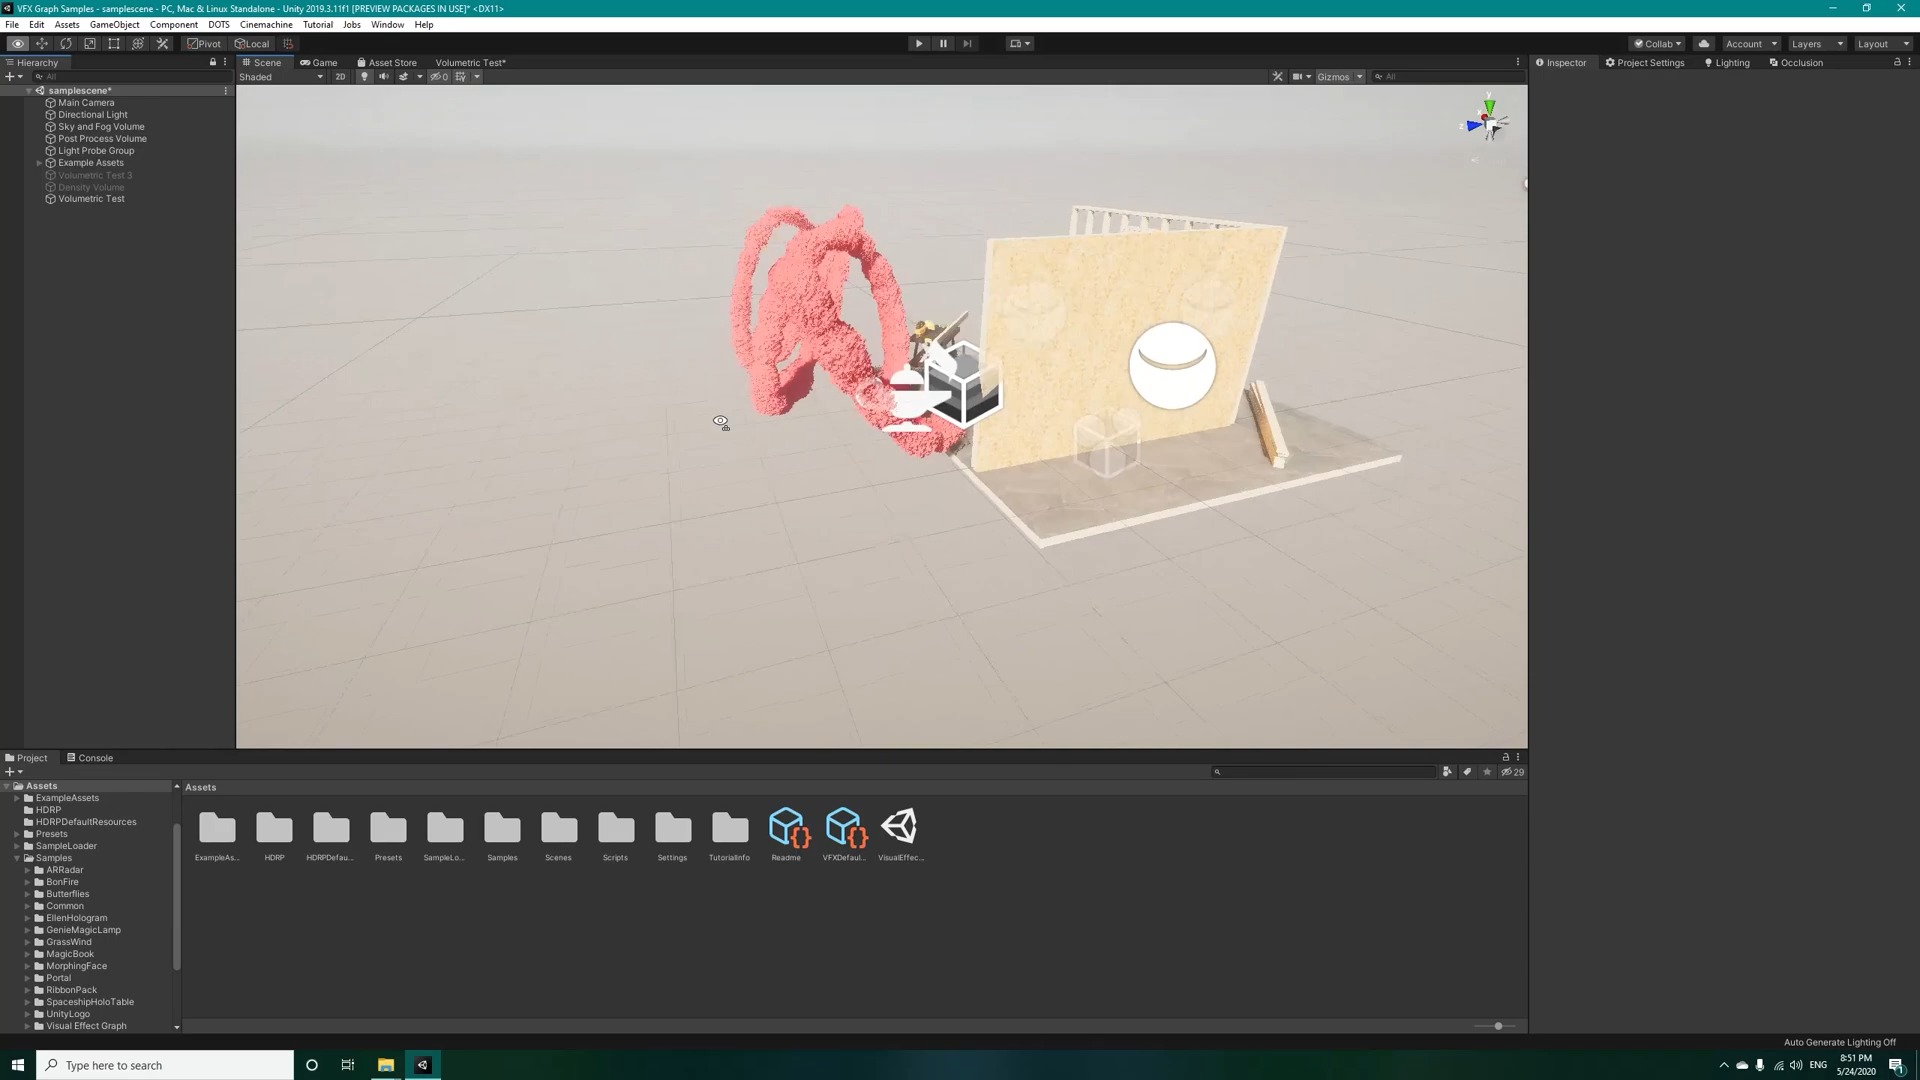 VFX Graph Samples - samplescene - PC, Mac & Linux Standalone - Unity 2019.3.11f1 [PREVIEW PACKAGES IN USE]* <DX11>
File Edit Assets GameObject Component DOTS Cinemachine Tutorial Jobs Window Help
Pivot Local Collab Account Layers Layout
Hierarchy Scene Game Asset Store Volumetric Test* Inspector Project Settings Lighting Occlusion
All Shaded 2D 0 Gizmos All
samplescene*
Main Camera
Directional Light
Sky and Fog Volume
Post Process Volume
Light Probe Group
Example Assets
Volumetric Test 3
Density Volume
Volumetric Test
y
x
z
Project Console
29
Assets Assets
ExampleAssets
HDRP
HDRPDefaultResources
Presets
SampleLoader
Samples
ARRadar
BonFire
Butterflies
Common
EllenHologram
GenieMagicLamp
GrassWind
MagicBook
MorphingFace
Portal
RibbonPack
SpaceshipHoloTable
UnityLogo
Visual Effect Graph
ExampleAs... HDRP HDRPDefau... Presets SampleLo... Samples Scenes Scripts Settings TutorialInfo Readme VFXDefaul... VisualEffec...
Auto Generate Lighting Off
Type here to search
ENG
8:51 PM
5/24/2020
1